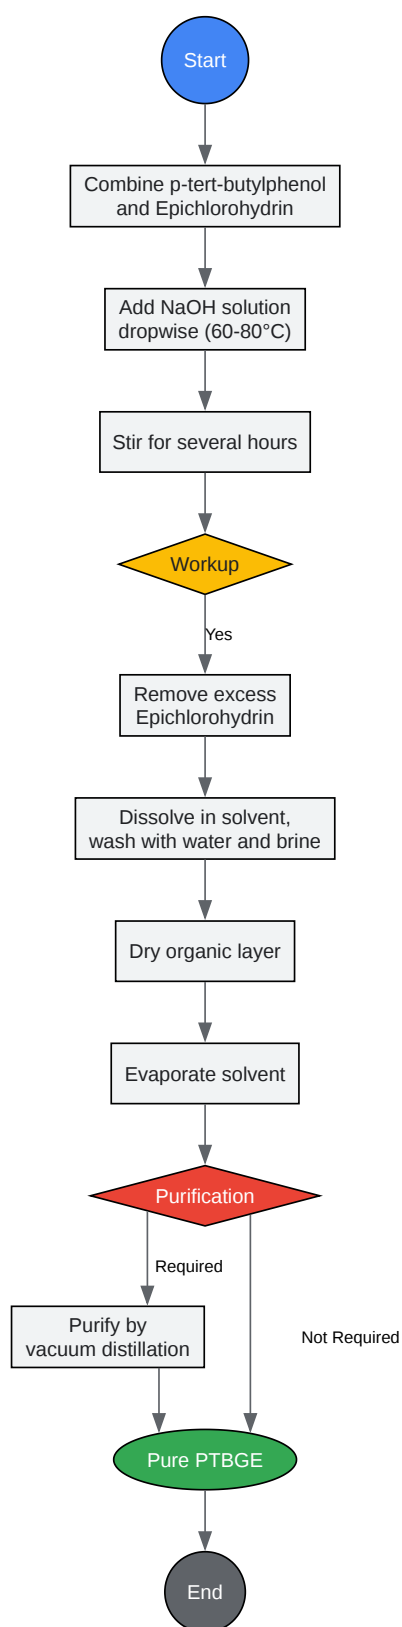 Start
Combine p-tert-butylphenol
and Epichlorohydrin
Add NaOH solution
dropwise (60-80°C)
Stir for several hours
Workup
Yes
Remove excess
Epichlorohydrin
Dissolve in solvent,
wash with water and brine
Dry organic layer
Evaporate solvent
Purification
Required
Purify by
vacuum distillation
Not Required
Pure PTBGE
End